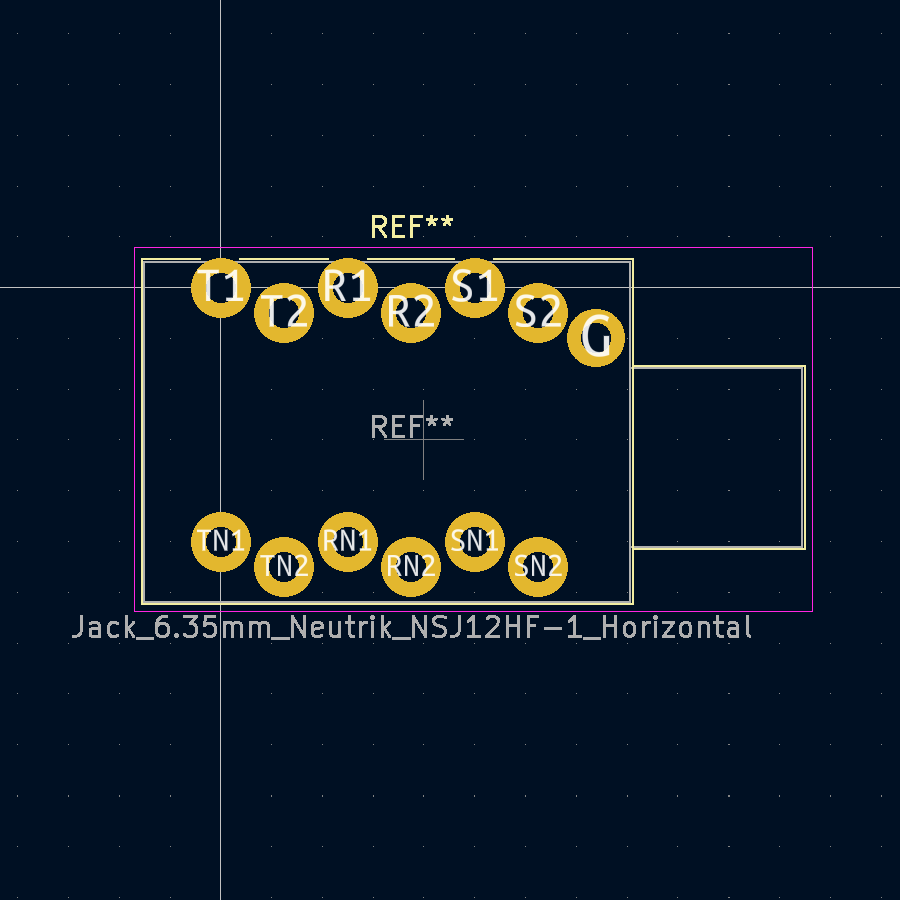 REF**
T1
R1
S1
T2
R2
S2
G
REF**
TN1
RN1
SN1
TN2
RN2
SN2
Jack_6.35mm_Neutrik_NSJ12HF-1_Horizontal